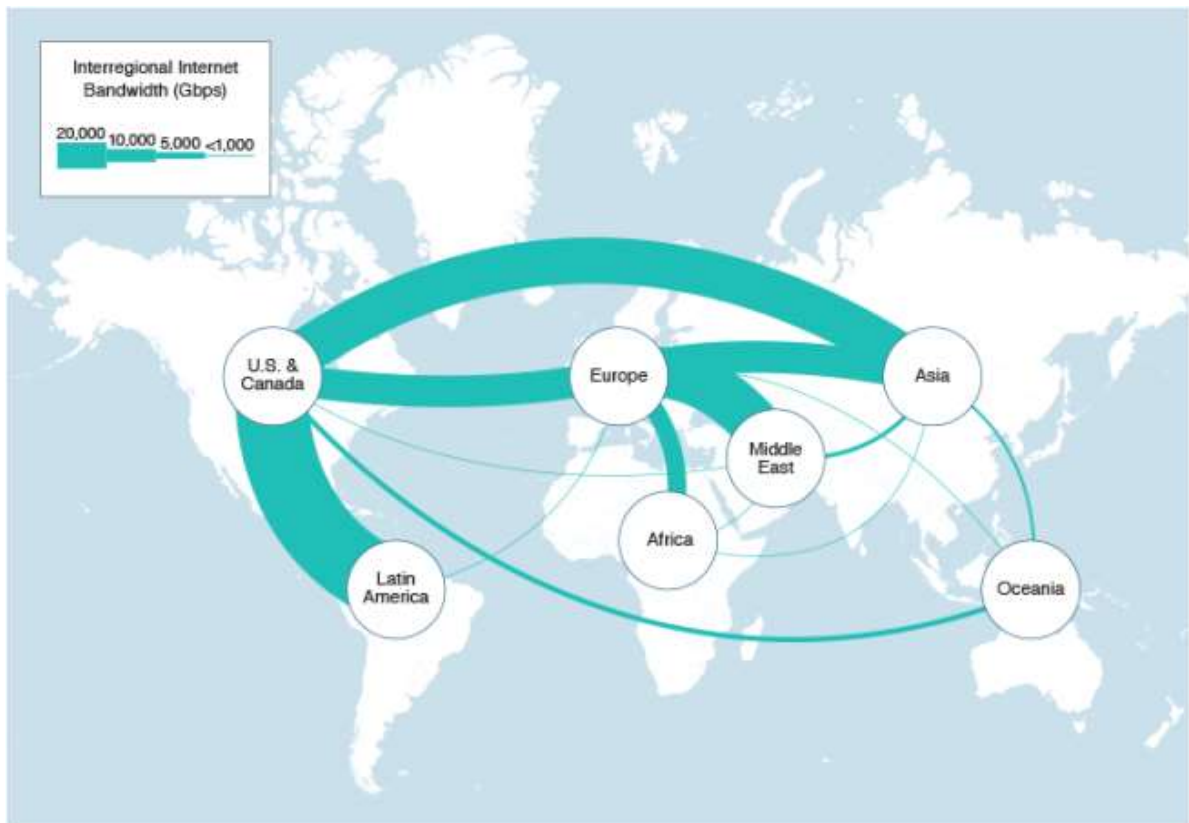 Interregional Internet
Bandwidth (Gbps)
20,000 10,000 5,000 <1,000
U.S. &
Canada
Europe
Asia
Middle
East
Africa
Latin
America
Oceania